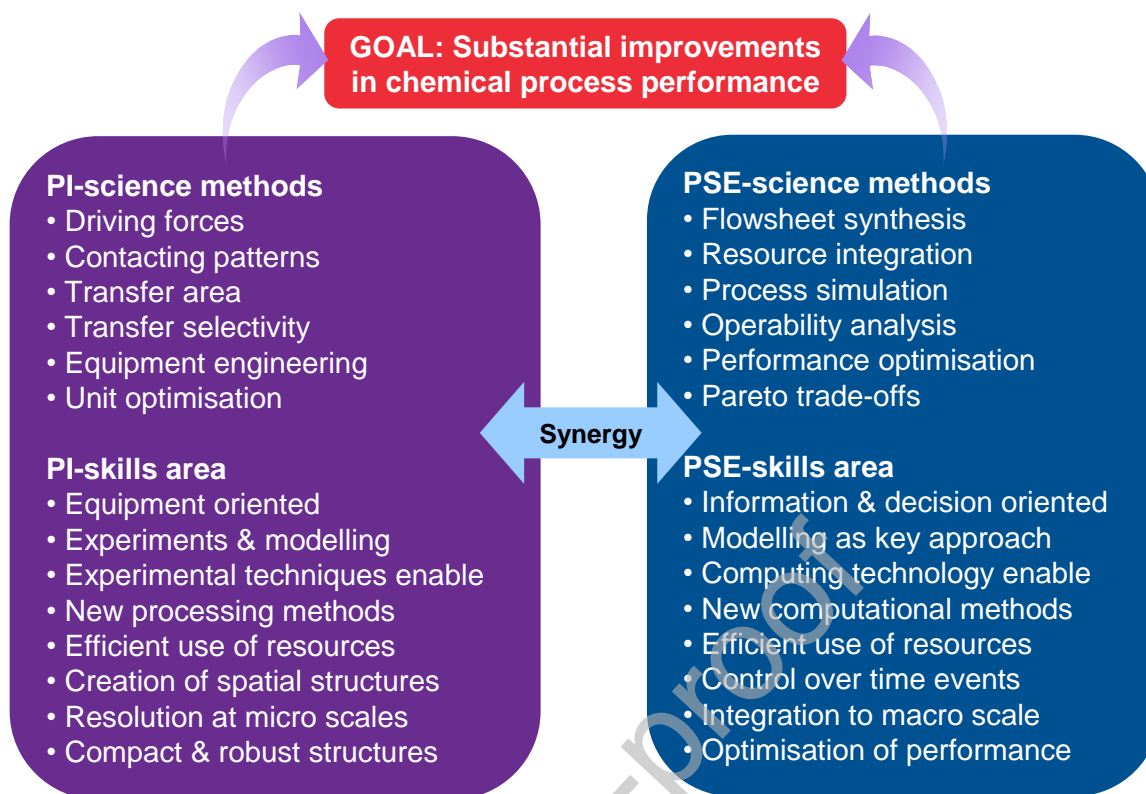 GOAL: Substantial improvements
in chemical process performance
PI-science methods
• Driving forces
• Contacting patterns
• Transfer area
• Transfer selectivity
• Equipment engineering
• Unit optimisation
PI-skills area
• Equipment oriented
• Experiments & modelling
• Experimental techniques enable
• New processing methods
• Efficient use of resources
• Creation of spatial structures
• Resolution at micro scales
• Compact & robust structures
Synergy
PSE-science methods
• Flowsheet synthesis
• Resource integration
• Process simulation
• Operability analysis
• Performance optimisation
• Pareto trade-offs
PSE-skills area
• Information & decision oriented
• Modelling as key approach
• Computing technology enable
• New computational methods
• Efficient use of resources
• Control over time events
• Integration to macro scale
• Optimisation of performance
-proof